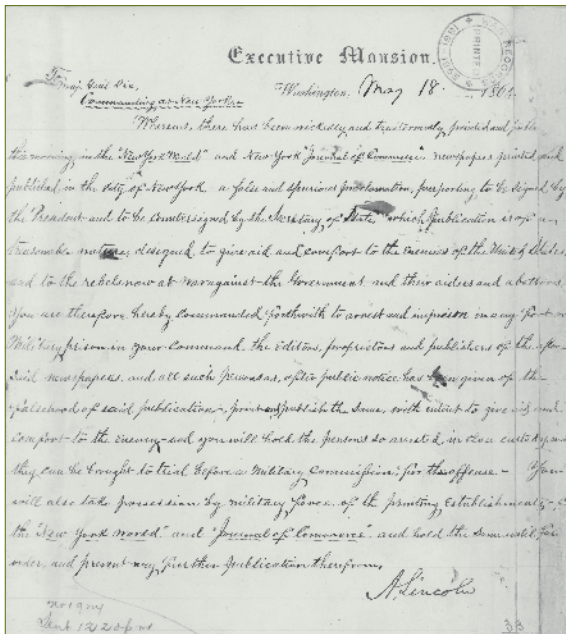 Executive Mansion.
Washington. May 18. 1864
To Maj. Genl Dix,
Commanding at New York.
Whereas, there has been wickedly and traitorously printed and pub
this morning, in the "New York World" and New York "Journal of Commerce" newspapers printed and
published in the city of New York a false and spurious proclamation, purporting to be signed by
the President and to be countersigned by the Secretary of State which publication is of a
treasonable nature, designed to give aid and comfort to the enemies of the United States,
and to the rebels now at war against the Government, and their aiders and abettors.
You are therefore hereby commanded forthwith to arrest and imprison in any fort or
Military prison in your command, the editors, proprietors and publishers of the afore
said newspapers, and all such persons as, after public notice has been given of the
falsehood of said publication, print and publish the same, with intent to give aid and
comfort to the enemy and you will hold the persons so arrested, in close custody,
they can be brought to trial before a Military Commission, for the offense. You
will also take possession by military force, of the printing establishments
the "New York World" and "Journal of Commerce" and hold the same until
order, and prevent any further publication therefrom.
A. Lincoln
33